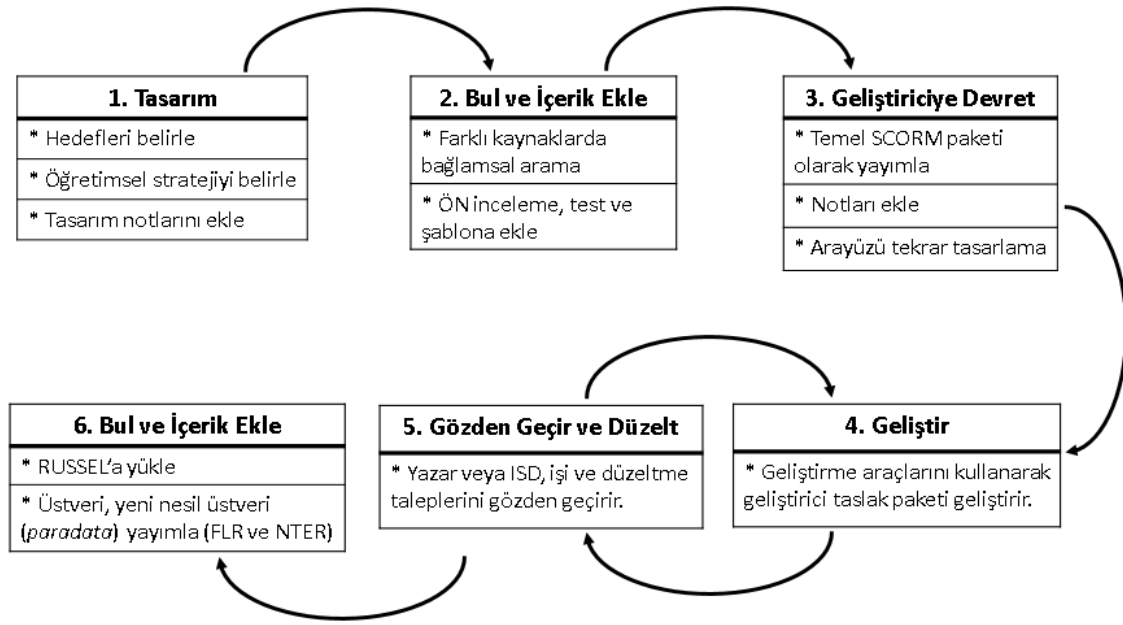 1. Tasarım
* Hedefleri belirle
* Öğretimsel stratejiyi belirle
* Tasarım notlarını ekle
2. Bul ve İçerik Ekle
* Farklı kaynaklarda
bağlamsal arama
* ÖN inceleme, test ve
şablona ekle
3. Geliştiriciye Devret
* Temel SCORM paketi
olarak yayımla
* Notları ekle
* Arayüzü tekrar tasarlama
6. Bul ve İçerik Ekle
* RUSSEL’a yükle
* Üstveri, yeni nesil üstveri
(paradata) yayımla (FLR ve NTER)
5. Gözden Geçir ve Düzelt
* Yazar veya ISD, işi ve düzeltme
taleplerini gözden geçirir.
4. Geliştir
* Geliştirme araçlarını kullanarak
geliştirici taslak paketi geliştirir.